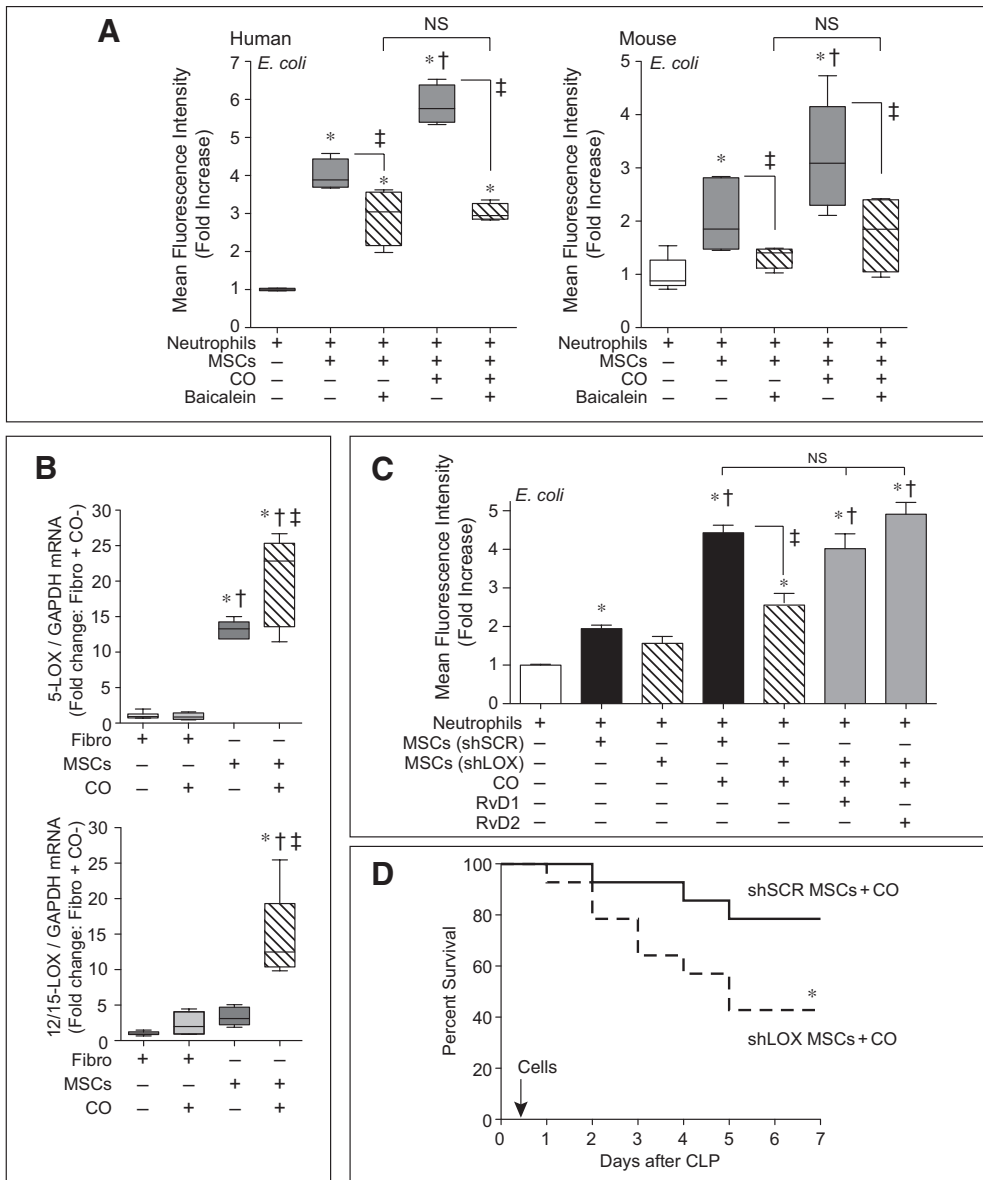 A
Human
E. coli
Mean Fluorescence Intensity
(Fold Increase)
7
6
5
4
3
2
1
0
*
‡
*
*†
‡
*
NS
Neutrophils + + + + +
MSCs – + + + +
CO – – – + +
Baicalein – – + – +
Mouse
E. coli
Mean Fluorescence Intensity
(Fold Increase)
5
4
3
2
1
0
*
‡
*†
‡
NS
Neutrophils + + + + +
MSCs – + + + +
CO – – – + +
Baicalein – – + – +
B
5-LOX / GAPDH mRNA
(Fold change: Fibro + CO-)
30
25
20
15
10
5
0
*†
*†‡
Fibro + + – –
MSCs – – + +
CO – + – +
12/15-LOX / GAPDH mRNA
(Fold change: Fibro + CO-)
30
25
20
15
10
5
0
*†‡
Fibro + + – –
MSCs – – + +
CO – + – +
C
E. coli
Mean Fluorescence Intensity
(Fold Increase)
5
4
3
2
1
0
*
*†
‡
*
*†
*†
NS
Neutrophils + + + + + + +
MSCs (shSCR) – + – + – – –
MSCs (shLOX) – – + – + + +
CO – – – + + + +
RvD1 – – – – – + –
RvD2 – – – – – – +
D
Percent Survival
100
80
60
40
20
0
shSCR MSCs + CO
*
shLOX MSCs + CO
Cells
0 1 2 3 4 5 6 7
Days after CLP